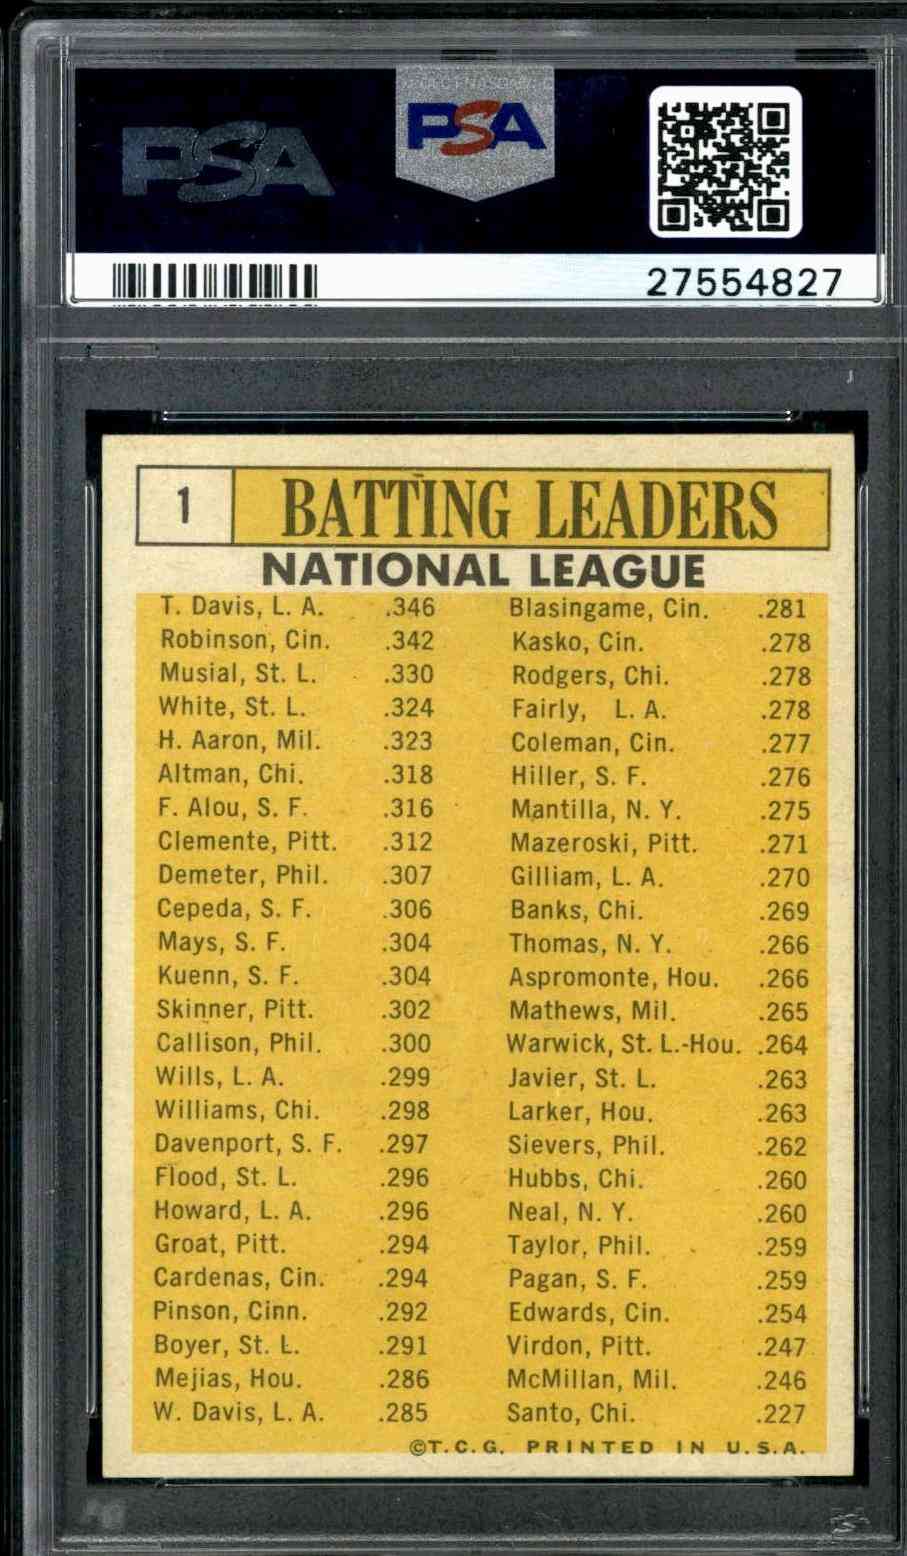 PSA
PSA
27554827
1
BATTING LEADERS
NATIONAL LEAGUE
T. Davis, L. A. .346
Robinson, Cin. .342
Musial, St. L. .330
White, St. L. .324
H. Aaron, Mil. .323
Altman, Chi. .318
F. Alou, S. F. .316
Clemente, Pitt. .312
Demeter, Phil. .307
Cepeda, S. F. .306
Mays, S. F. .304
Kuenn, S. F. .304
Skinner, Pitt. .302
Callison, Phil. .300
Wills, L. A. .299
Williams, Chi. .298
Davenport, S. F. .297
Flood, St. L. .296
Howard, L. A. .296
Groat, Pitt. .294
Cardenas, Cin. .294
Pinson, Cinn. .292
Boyer, St. L. .291
Mejias, Hou. .286
W. Davis, L. A. .285
Blasingame, Cin. .281
Kasko, Cin. .278
Rodgers, Chi. .278
Fairly, L. A. .278
Coleman, Cin. .277
Hiller, S. F. .276
Mantilla, N. Y. .275
Mazeroski, Pitt. .271
Gilliam, L. A. .270
Banks, Chi. .269
Thomas, N. Y. .266
Aspromonte, Hou. .266
Mathews, Mil. .265
Warwick, St. L.-Hou. .264
Javier, St. L. .263
Larker, Hou. .263
Sievers, Phil. .262
Hubbs, Chi. .260
Neal, N. Y. .260
Taylor, Phil. .259
Pagan, S. F. .259
Edwards, Cin. .254
Virdon, Pitt. .247
McMillan, Mil. .246
Santo, Chi. .227
©T.C.G. PRINTED IN U.S.A.